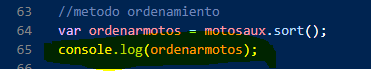 63 //metodo ordenamiento
64 var ordenarmotos = motosaux.sort();
65 console.log(ordenarmotos);
66